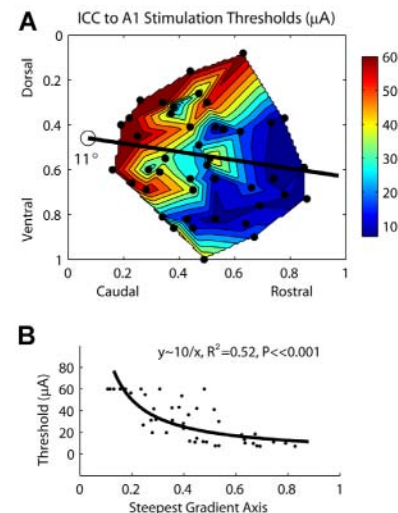 A
ICC to A1 Stimulation Thresholds (μA)
0
0.2
0.4
0.6
0.8
1
Dorsal
Ventral
11°
0 0.2 0.4 0.6 0.8 1
Caudal Rostral
60
50
40
30
20
10
B
y~10/x, R²=0.52, P<<0.001
80
60
40
20
0
Threshold (μA)
0 0.2 0.4 0.6 0.8 1
Steepest Gradient Axis